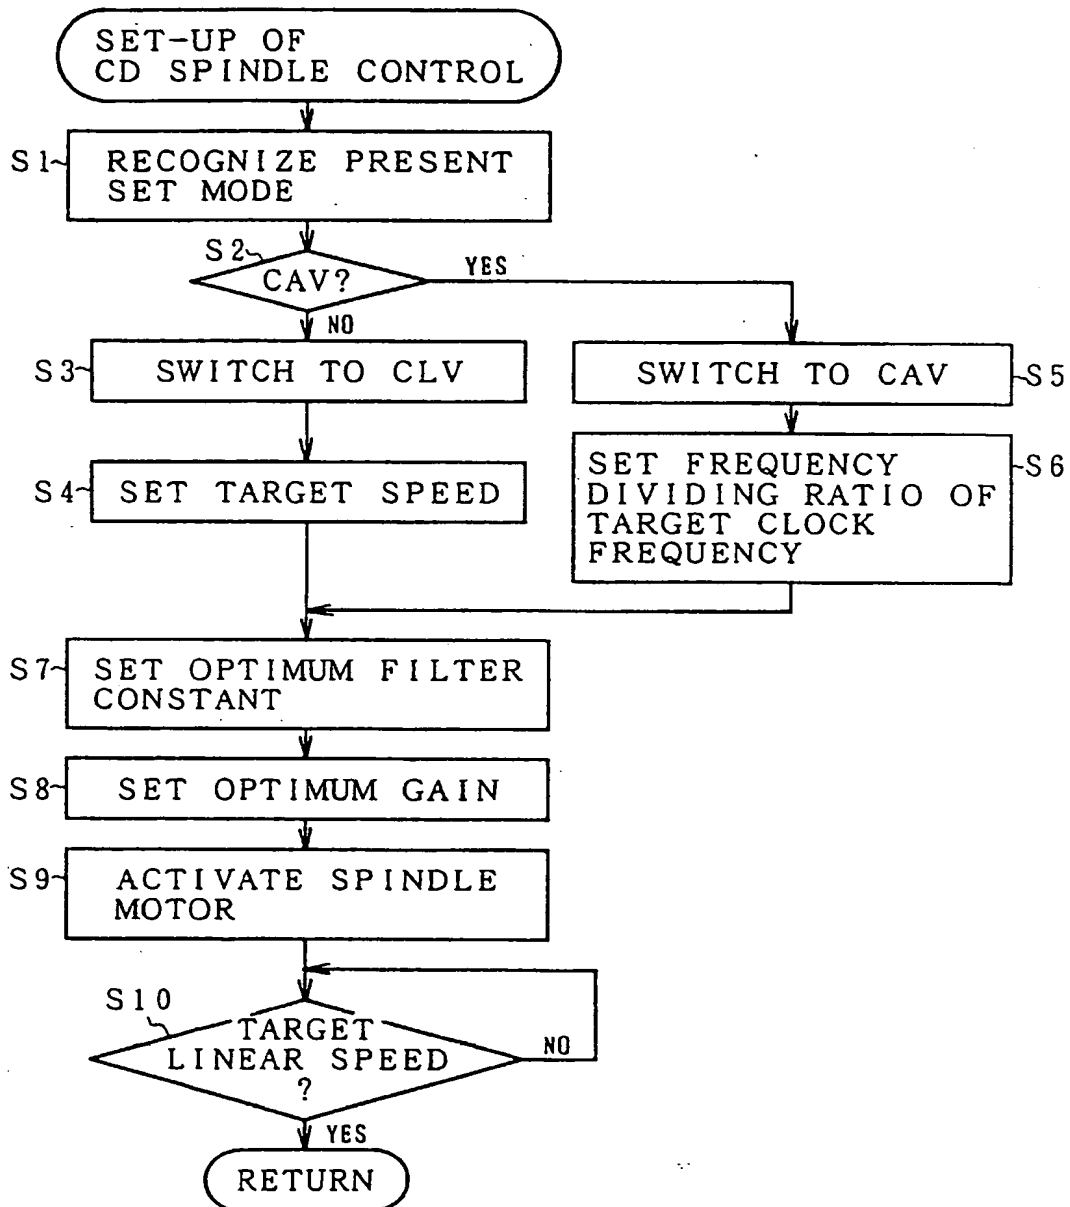 SET-UP OF
CD SPINDLE CONTROL
S1
RECOGNIZE PRESENT
SET MODE
S2
CAV?
YES
NO
S3
SWITCH TO CLV
SWITCH TO CAV
S5
S4
SET TARGET SPEED
SET FREQUENCY
DIVIDING RATIO OF
TARGET CLOCK
FREQUENCY
S6
S7
SET OPTIMUM FILTER
CONSTANT
S8
SET OPTIMUM GAIN
S9
ACTIVATE SPINDLE
MOTOR
S10
TARGET
LINEAR SPEED
?
NO
YES
RETURN